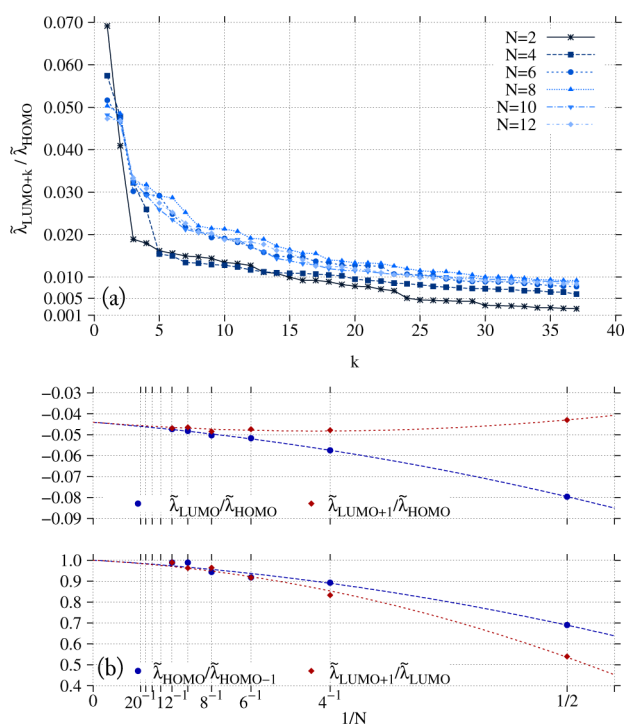 0.070
0.060
0.050
0.040
0.030
0.020
0.010
0.005
0.001
λ̃LUMO+k / λ̃HOMO
N=2
N=4
N=6
N=8
N=10
N=12
(a)
0 5 10 15 20 25 30 35 40
k
−0.03
−0.04
−0.05
−0.06
−0.07
−0.08
−0.09
λ̃LUMO/λ̃HOMO λ̃LUMO+1/λ̃HOMO
1.0
0.9
0.8
0.7
0.6
0.5
0.4
(b)
λ̃HOMO/λ̃HOMO−1 λ̃LUMO+1/λ̃LUMO
0 20⁻¹ 12⁻¹ 8⁻¹ 6⁻¹ 4⁻¹ 1/2
1/N